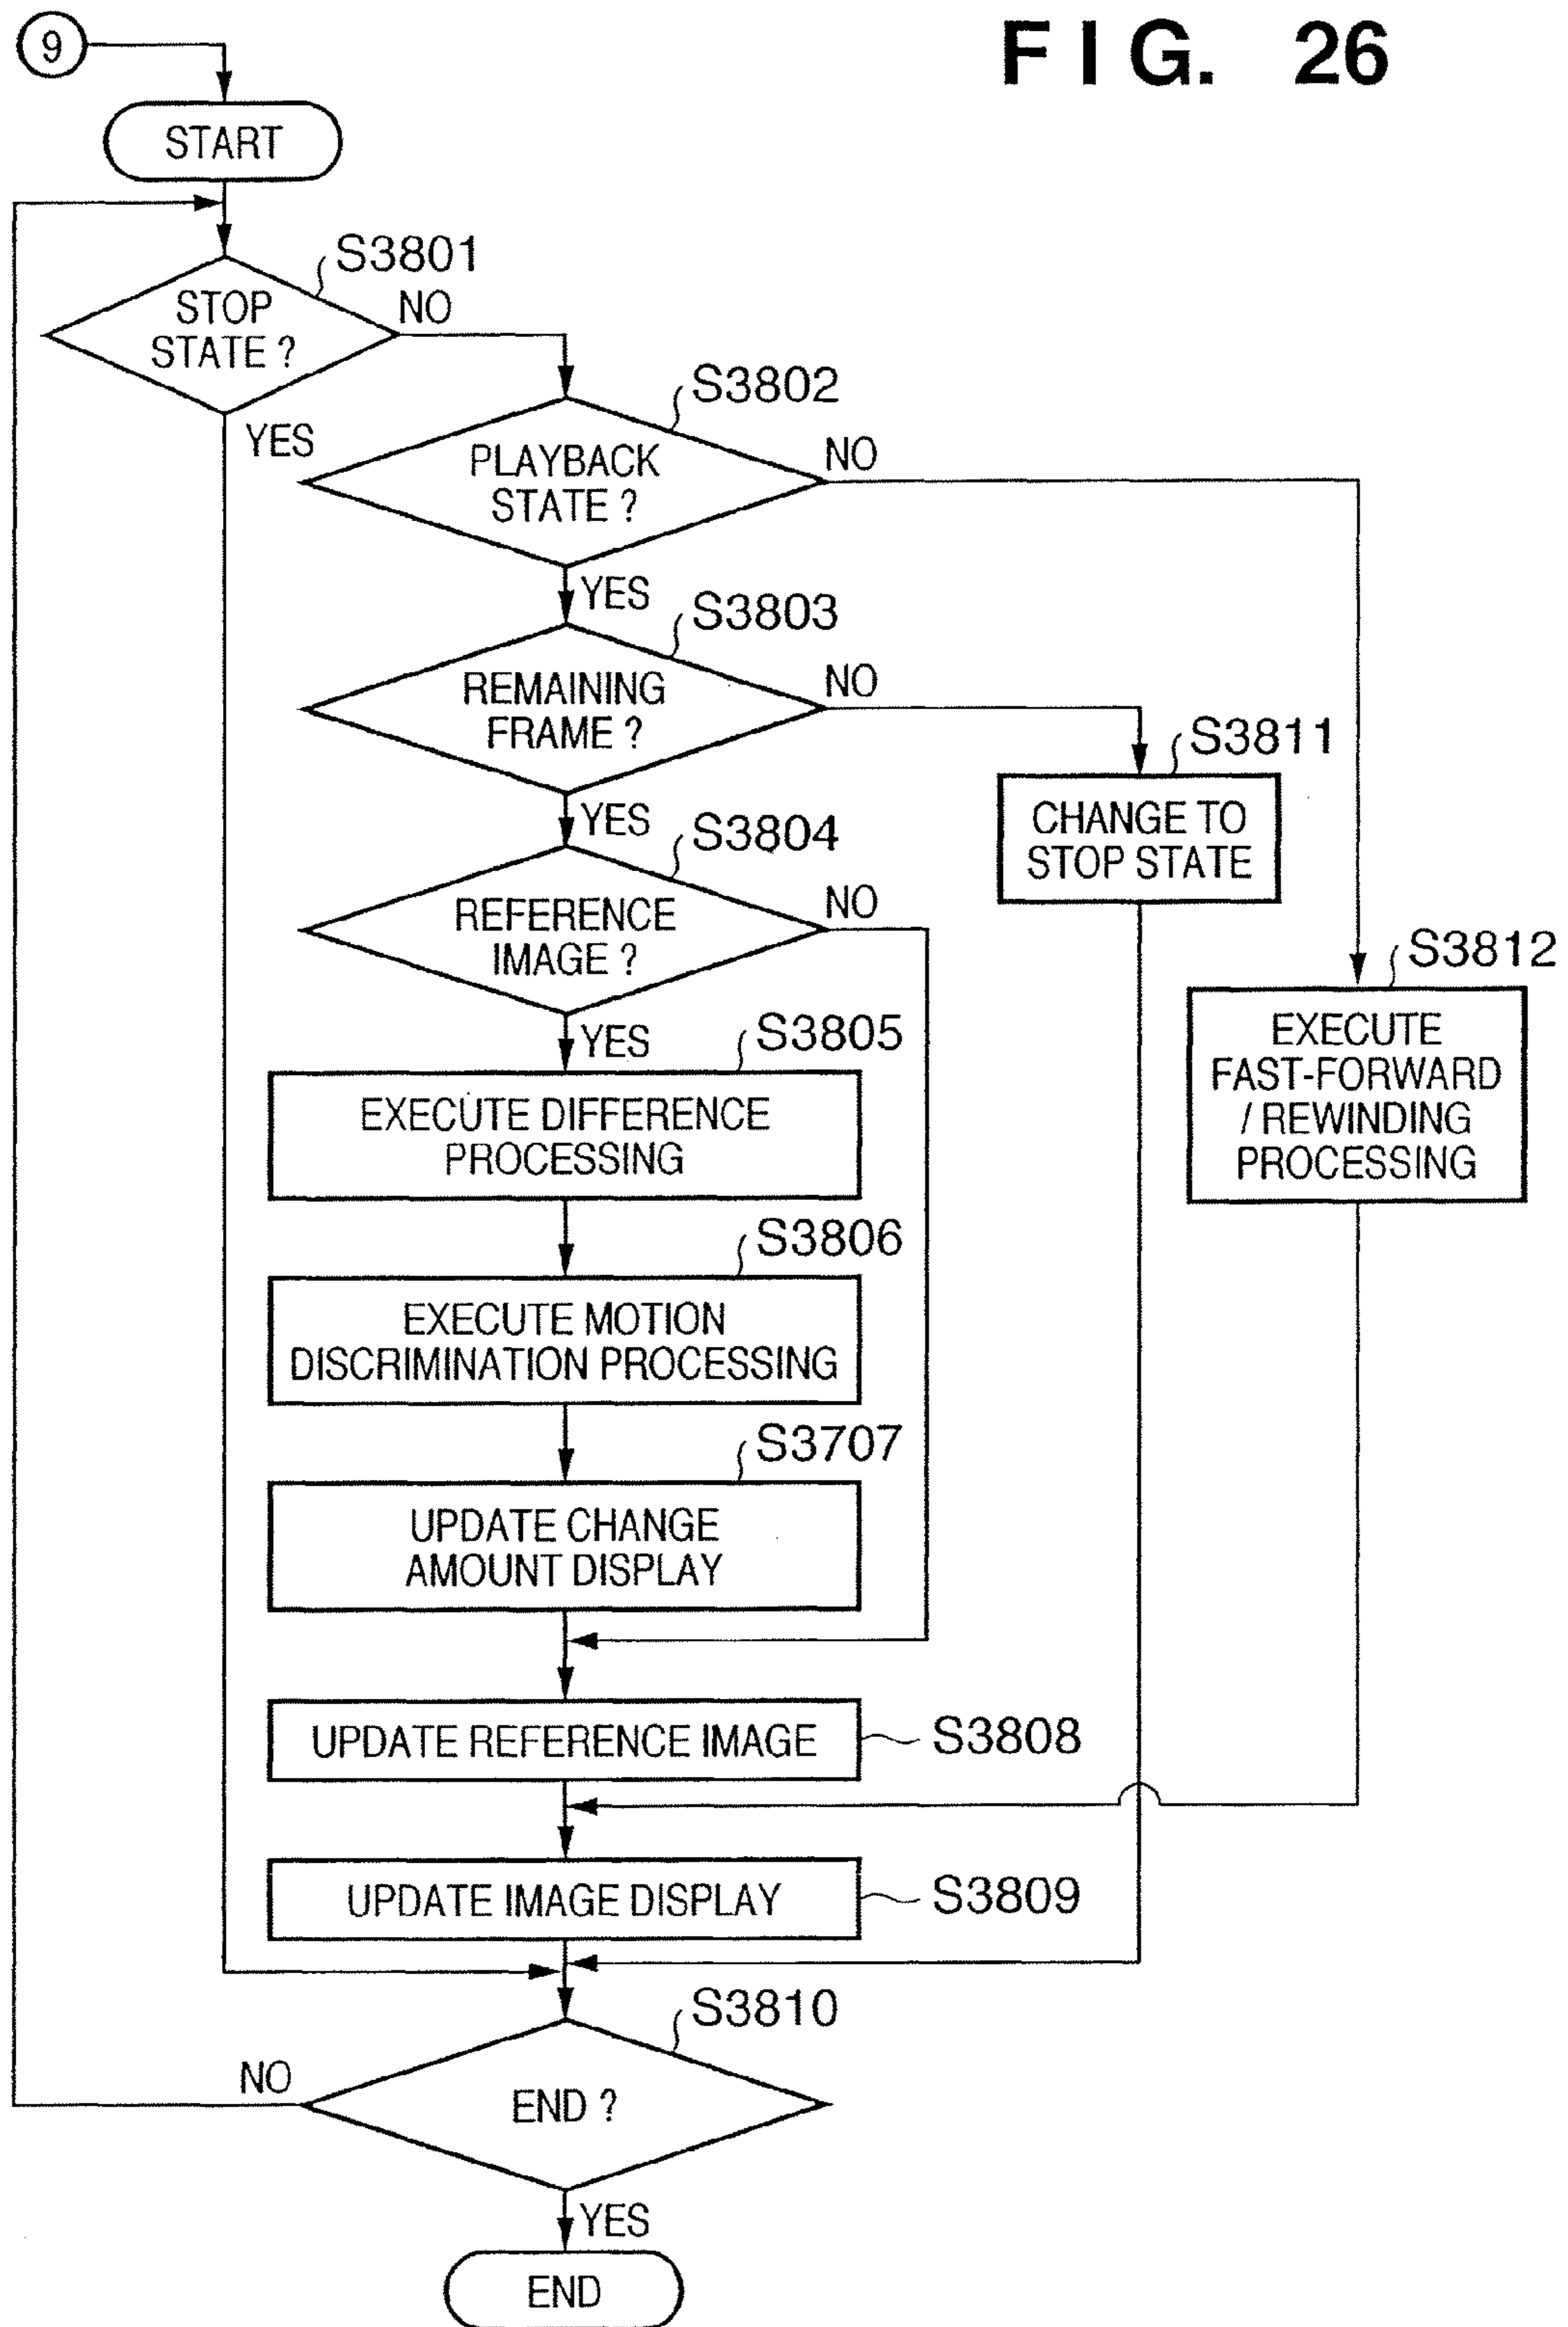 FIG. 26
9
START
S3801
STOP
STATE ?
NO
YES
S3802
PLAYBACK
STATE ?
NO
YES
S3803
REMAINING
FRAME ?
NO
YES
S3811
CHANGE TO
STOP STATE
S3804
REFERENCE
IMAGE ?
NO
YES
S3812
EXECUTE
FAST-FORWARD
/ REWINDING
PROCESSING
S3805
EXECUTE DIFFERENCE
PROCESSING
S3806
EXECUTE MOTION
DISCRIMINATION PROCESSING
S3707
UPDATE CHANGE
AMOUNT DISPLAY
UPDATE REFERENCE IMAGE
S3808
UPDATE IMAGE DISPLAY
S3809
S3810
END ?
NO
YES
END